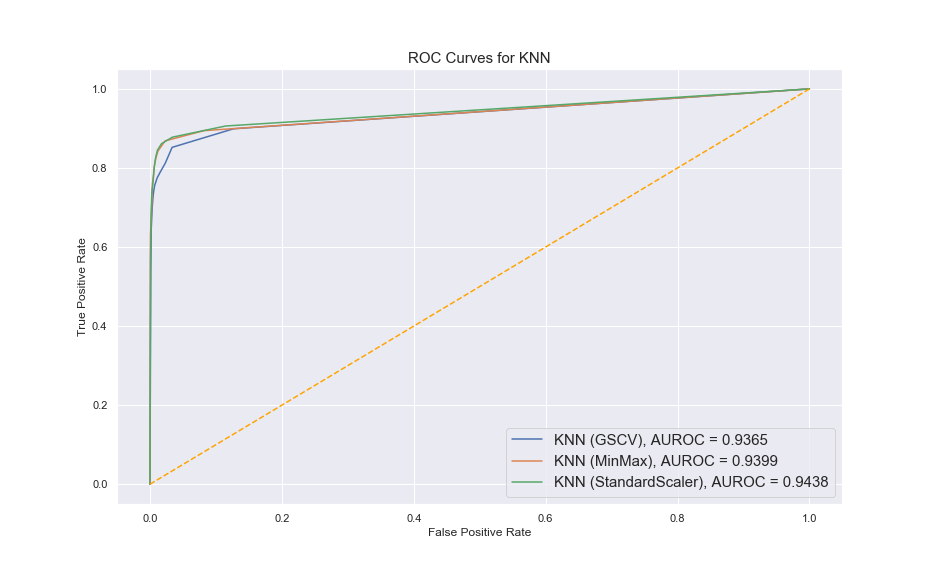 ROC Curves for KNN
True Positive Rate
1.0
0.8
0.6
0.4
0.2
0.0
KNN (GSCV), AUROC = 0.9365
KNN (MinMax), AUROC = 0.9399
KNN (StandardScaler), AUROC = 0.9438
0.0 0.2 0.4 0.6 0.8 1.0
False Positive Rate